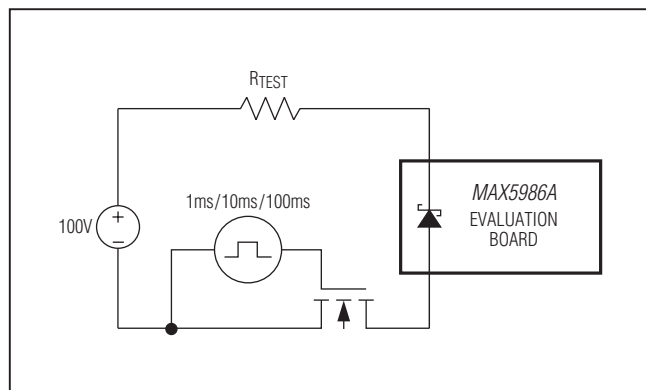 RTEST
1ms/10ms/100ms
100V
+
−
MAX5986A
EVALUATION
BOARD